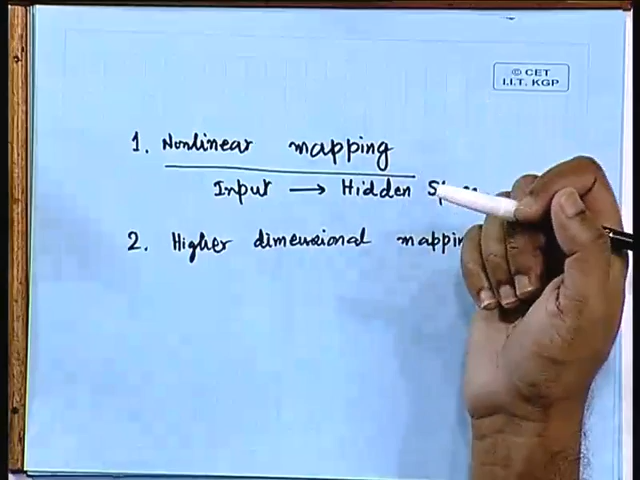 © CET
I.I.T. KGP
1. Nonlinear mapping
Input → Hidden
2. Higher dimensional